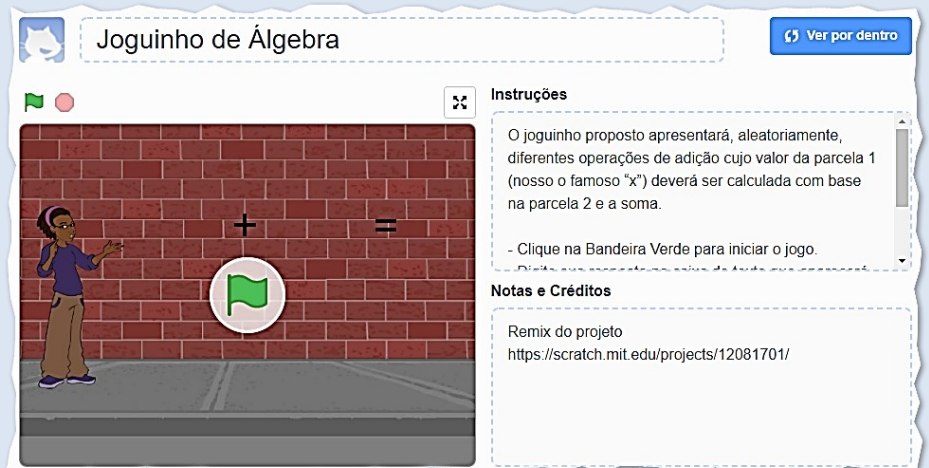 Joguinho de Álgebra
Ver por dentro
Instruções
O joguinho proposto apresentará, aleatoriamente,
diferentes operações de adição cujo valor da parcela 1
(nosso o famoso “x”) deverá ser calculada com base
na parcela 2 e a soma.
- Clique na Bandeira Verde para iniciar o jogo.
+ =
Notas e Créditos
Remix do projeto
https://scratch.mit.edu/projects/12081701/